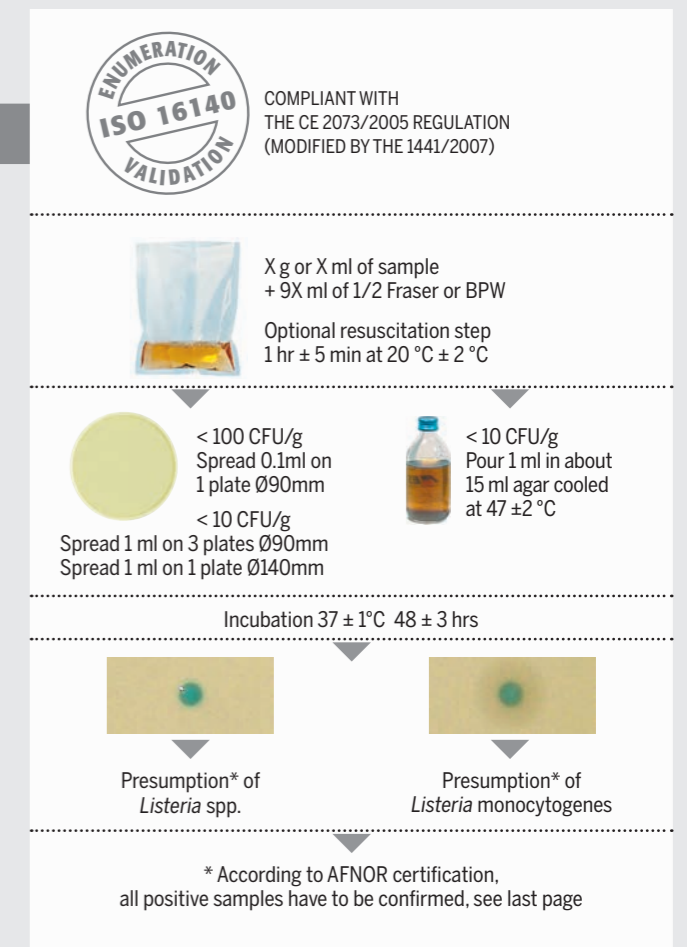 ENUMERATION
ISO 16140
VALIDATION
COMPLIANT WITH
THE CE 2073/2005 REGULATION
(MODIFIED BY THE 1441/2007)
X g or X ml of sample
+ 9X ml of 1/2 Fraser or BPW
Optional resuscitation step
1 hr ± 5 min at 20 °C ± 2 °C
< 100 CFU/g
Spread 0.1ml on
1 plate Ø90mm
< 10 CFU/g
Spread 1 ml on 3 plates Ø90mm
Spread 1 ml on 1 plate Ø140mm
< 10 CFU/g
Pour 1 ml in about
15 ml agar cooled
at 47 ±2 °C
Incubation 37 ± 1°C 48 ± 3 hrs
Presumption* of
Listeria spp.
Presumption* of
Listeria monocytogenes
* According to AFNOR certification,
all positive samples have to be confirmed, see last page